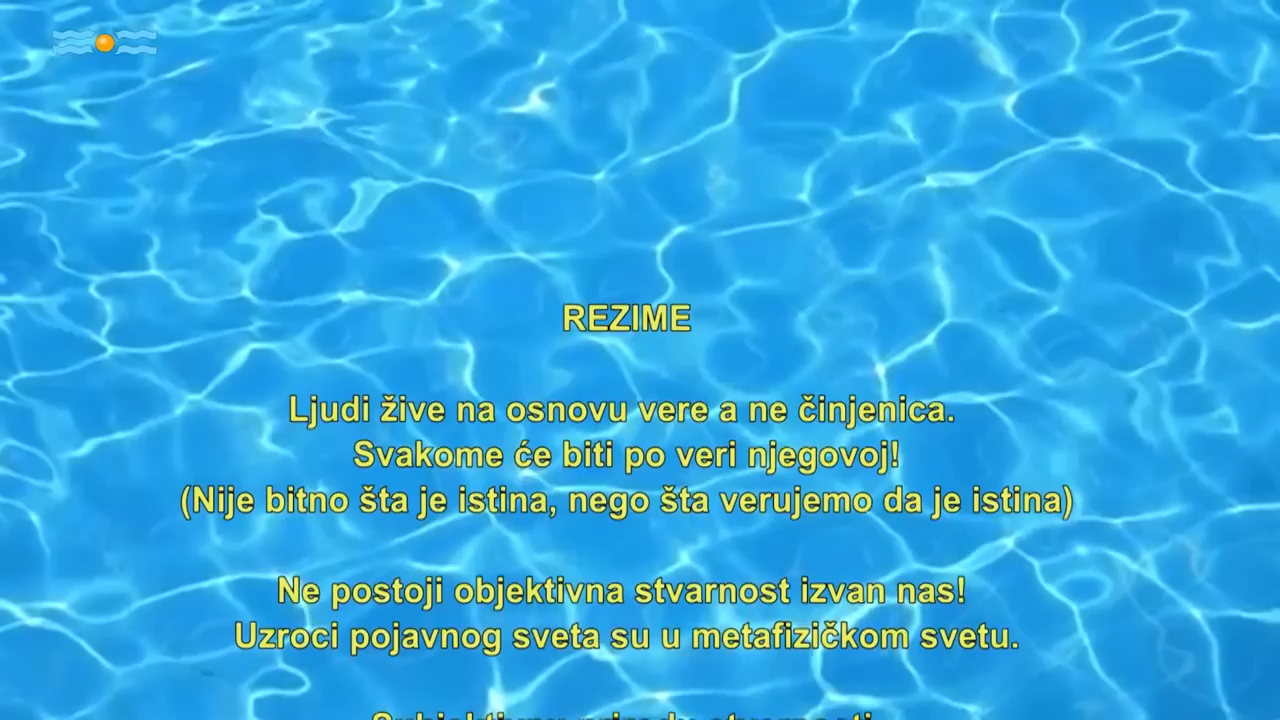 REZIME
Ljudi žive na osnovu vere a ne činjenica.
Svakome će biti po veri njegovoj!
(Nije bitno šta je istina, nego šta verujemo da je istina)
Ne postoji objektivna stvarnost izvan nas!
Uzroci pojavnog sveta su u metafizičkom svetu.